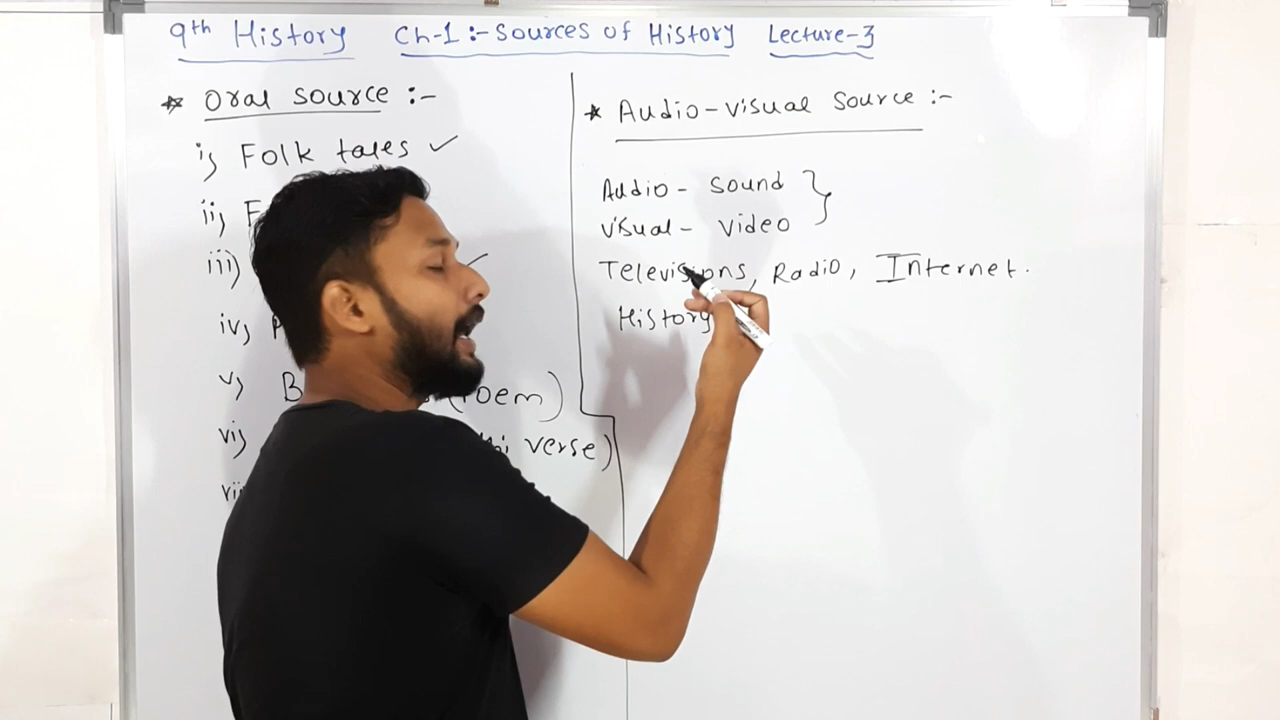 9th History Ch-1:- Sources of History Lecture-3
* Oral source :-
i) Folk tales ✓
ii) F
iii) ✓
iv) P
v) B (Poem)
vi) verse)
vii
* Audio-visual source :-
Audio - sound }
Visual - video
Televisions, Radio, Internet.
History